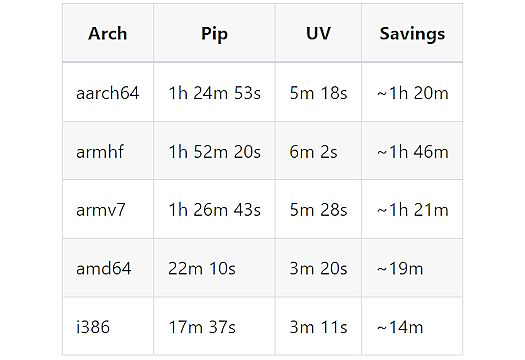 Arch Pip UV Savings
aarch64 1h 24m 53s 5m 18s ~1h 20m
armhf 1h 52m 20s 6m 2s ~1h 46m
armv7 1h 26m 43s 5m 28s ~1h 21m
amd64 22m 10s 3m 20s ~19m
i386 17m 37s 3m 11s ~14m